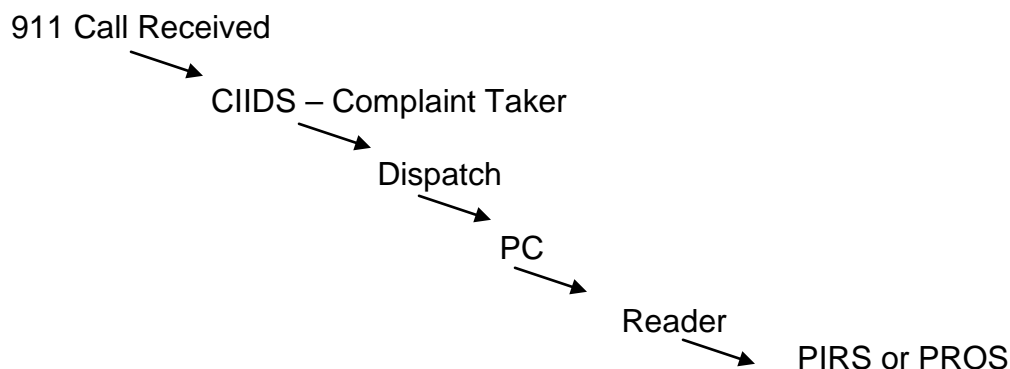 911 Call Received
CIIDS – Complaint Taker
Dispatch
PC
Reader
PIRS or PROS